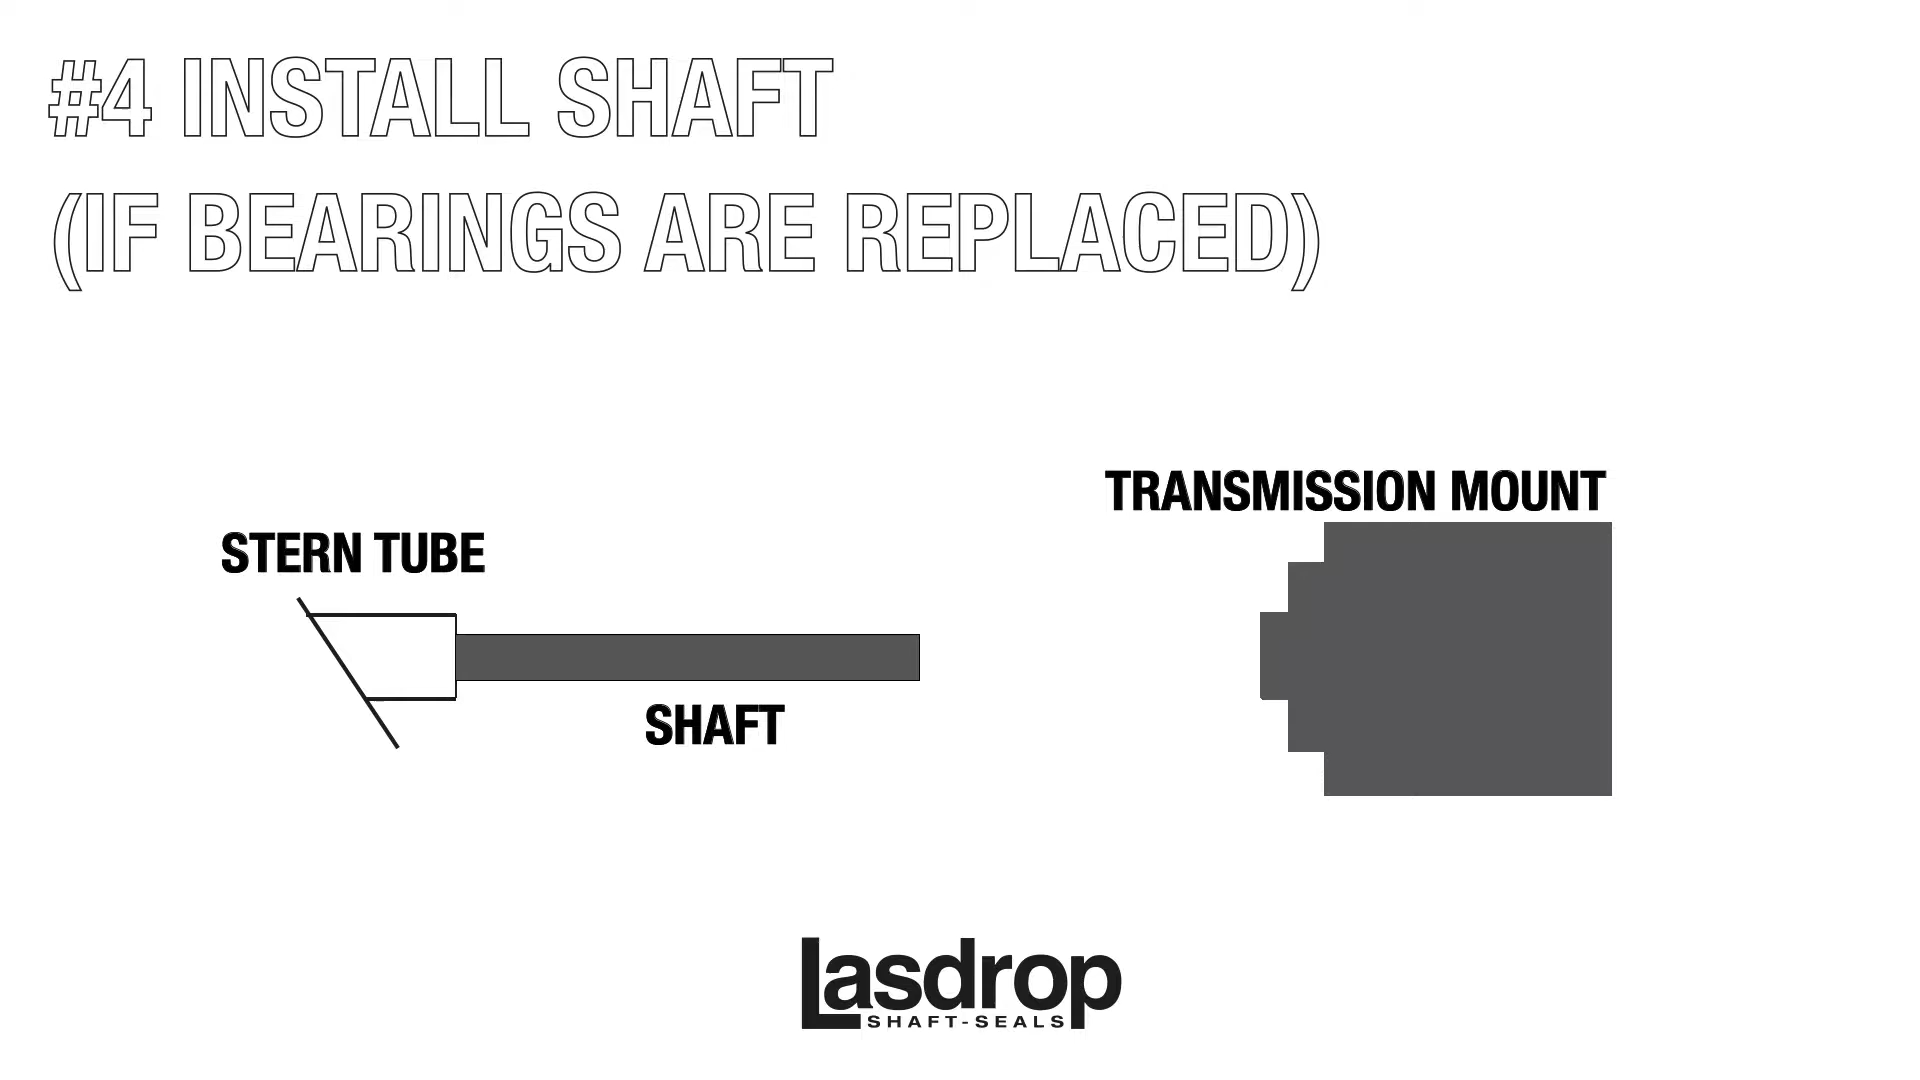 #4 INSTALL SHAFT
(IF BEARINGS ARE REPLACED)
TRANSMISSION MOUNT
STERN TUBE
SHAFT
Lasdrop
SHAFT-SEALS